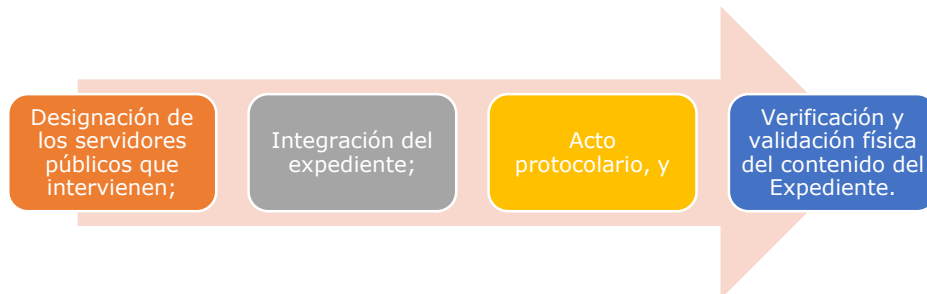 Designación de
los servidores
públicos que
intervienen;
Integración del
expediente;
Acto
protocolario, y
Verificación y
validación física
del contenido del
Expediente.